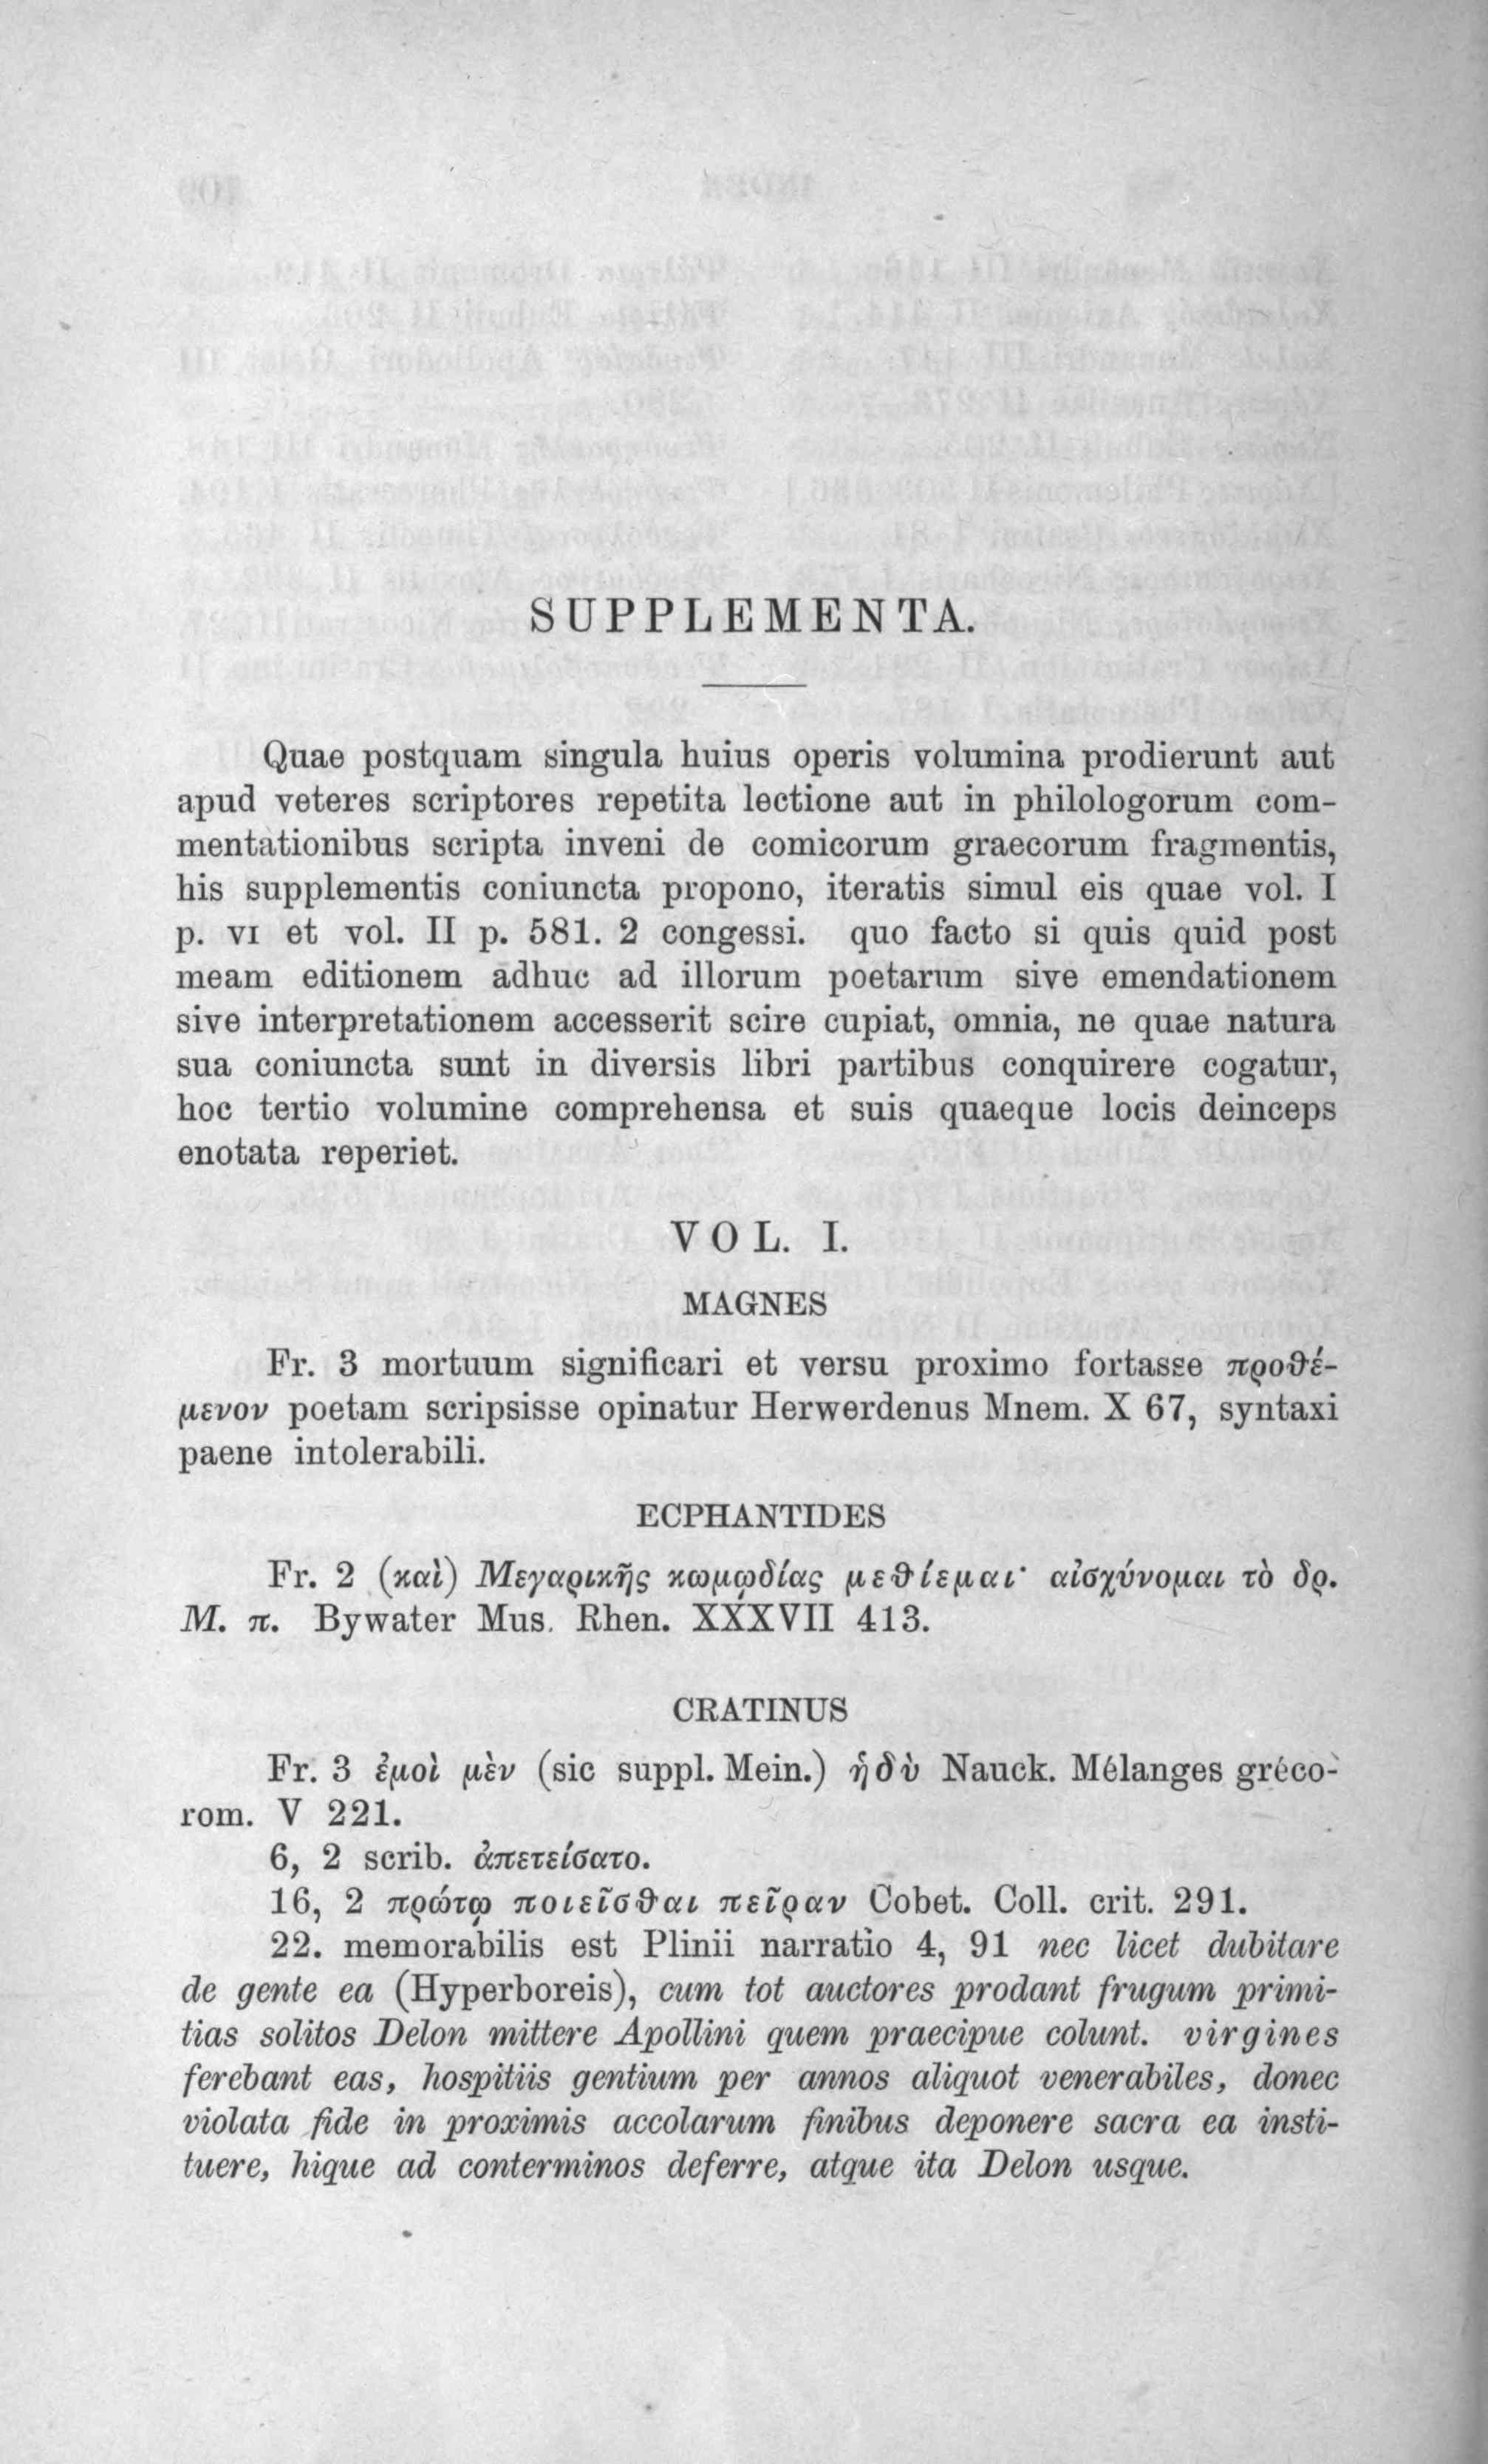 SUPPLEMENTA.
Quae postquam singula huius operis volumina prodierunt aut
apud veteres scriptores repetita lectione aut in philologorum com-
mentationibus scripta inveni de comicorum graecorum fragmentis,
his supplementis coniuncta propono, iteratis simul eis quae vol. I
p. VI et vol. II p. 581. 2 congessi. quo facto si quis quid post
meam editionem adhuc ad illorum poetarum sive emendationem
sive interpretationem accesserit scire cupiat, omnia, ne quae natura
sua coniuncta sunt in diversis libri partibus conquirere cogatur,
hoc tertio volumine comprehensa et suis quaeque locis deinceps
enotata reperiet.
VOL. I.
MAGNES
Fr. 3 mortuum significari et versu proximo fortasse προθέ-
μενον poetam scripsisse opinatur Herwerdenus Mnem. X 67, syntaxi
paene intolerabili.
ECPHANTIDES
Fr. 2 (καὶ) Μεγαρικῆς κωμῳδίας μεθίεμαι· αἰσχύνομαι τὸ δρ.
Μ. π. Bywater Mus. Rhen. XXXVII 413.
CRATINUS
Fr. 3 ἐμοὶ μὲν (sic suppl. Mein.) ἡδὺ Nauck. Mélanges gréco-
rom. V 221.
6, 2 scrib. ἀπετείσατο.
16, 2 πρώτῳ ποιεῖσθαι πεῖραν Cobet. Coll. crit. 291.
22. memorabilis est Plinii narratio 4, 91 nec licet dubitare
de gente ea (Hyperboreis), cum tot auctores prodant frugum primi-
tias solitos Delon mittere Apollini quem praecipue colunt. virgines
ferebant eas, hospitiis gentium per annos aliquot venerabiles, donec
violata fide in proximis accolarum finibus deponere sacra ea insti-
tuere, hique ad conterminos deferre, atque ita Delon usque.